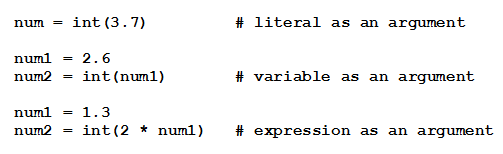 num = int(3.7)          # literal as an argument
num1 = 2.6
num2 = int(num1)        # variable as an argument
num1 = 1.3
num2 = int(2 * num1)    # expression as an argument